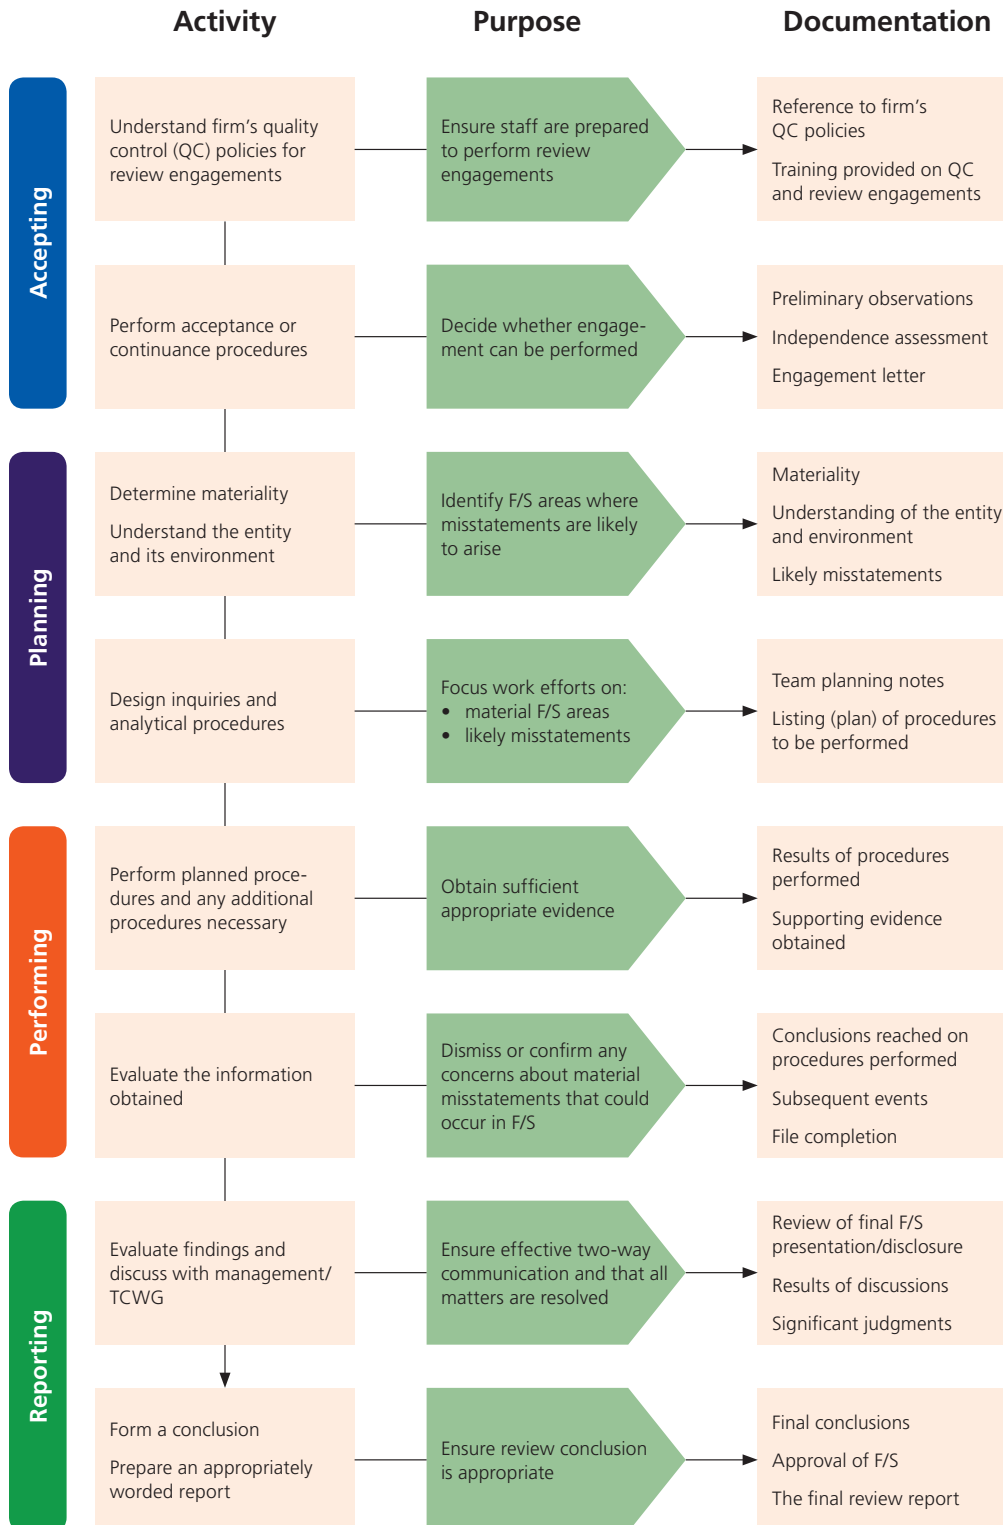 Activity
Purpose
Documentation
Accepting
Understand firm's quality
control (QC) policies for
review engagements
Ensure staff are prepared
to perform review
engagements
Reference to firm's
QC policies
Training provided on QC
and review engagements
Perform acceptance or
continuance procedures
Decide whether engage-
ment can be performed
Preliminary observations
Independence assessment
Engagement letter
Planning
Determine materiality
Understand the entity
and its environment
Identify F/S areas where
misstatements are likely
to arise
Materiality
Understanding of the entity
and environment
Likely misstatements
Design inquiries and
analytical procedures
Focus work efforts on:
• material F/S areas
• likely misstatements
Team planning notes
Listing (plan) of procedures
to be performed
Performing
Perform planned proce-
dures and any additional
procedures necessary
Obtain sufficient
appropriate evidence
Results of procedures
performed
Supporting evidence
obtained
Evaluate the information
obtained
Dismiss or confirm any
concerns about material
misstatements that could
occur in F/S
Conclusions reached on
procedures performed
Subsequent events
File completion
Reporting
Evaluate findings and
discuss with management/
TCWG
Ensure effective two-way
communication and that all
matters are resolved
Review of final F/S
presentation/disclosure
Results of discussions
Significant judgments
Form a conclusion
Prepare an appropriately
worded report
Ensure review conclusion
is appropriate
Final conclusions
Approval of F/S
The final review report